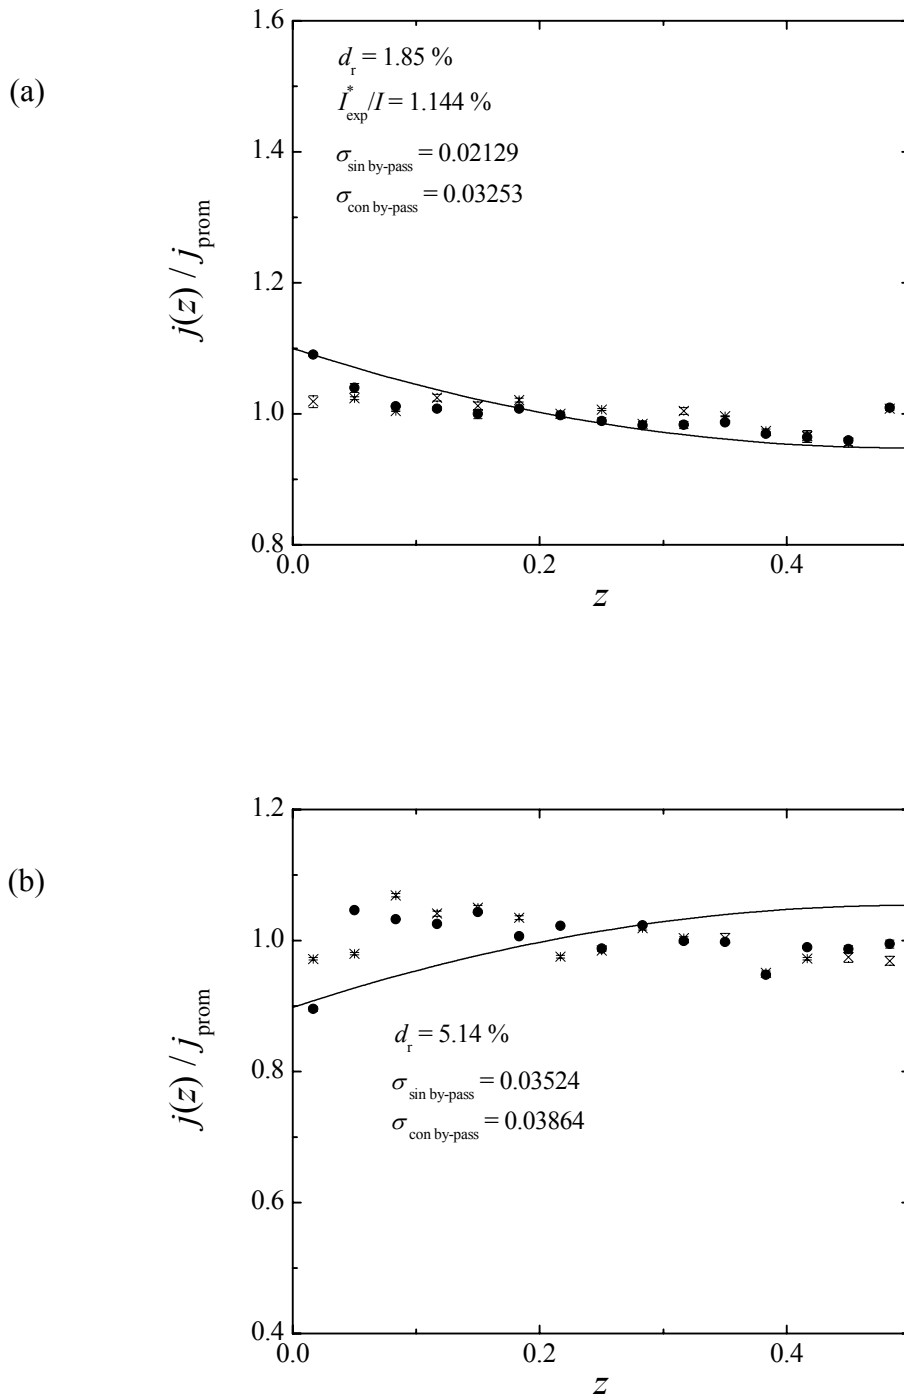 (a)
1.6
1.4
1.2
1.0
0.8
j(z) / j_prom
d_r = 1.85 %
I*_exp/I = 1.144 %
σ_sin by-pass = 0.02129
σ_con by-pass = 0.03253
0.0 0.2 0.4
z
(b)
1.2
1.0
0.8
0.6
0.4
j(z) / j_prom
d_r = 5.14 %
σ_sin by-pass = 0.03524
σ_con by-pass = 0.03864
0.0 0.2 0.4
z